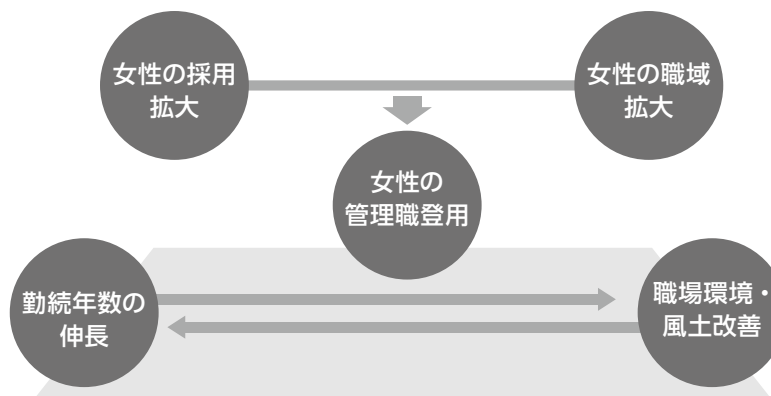 女性の採用
拡大
女性の職域
拡大
女性の
管理職登用
勤続年数の
伸長
職場環境・
風土改善